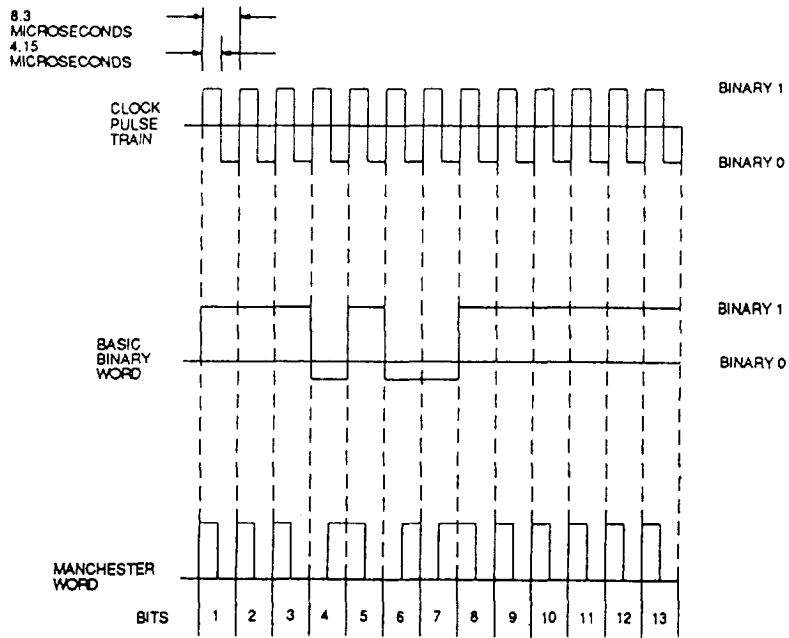 8.3
MICROSECONDS
4.15
MICROSECONDS
CLOCK
PULSE
TRAIN
BINARY 1
BINARY 0
BASIC
BINARY
WORD
BINARY 1
BINARY 0
MANCHESTER
WORD
BITS 1 2 3 4 5 6 7 8 9 10 11 12 13